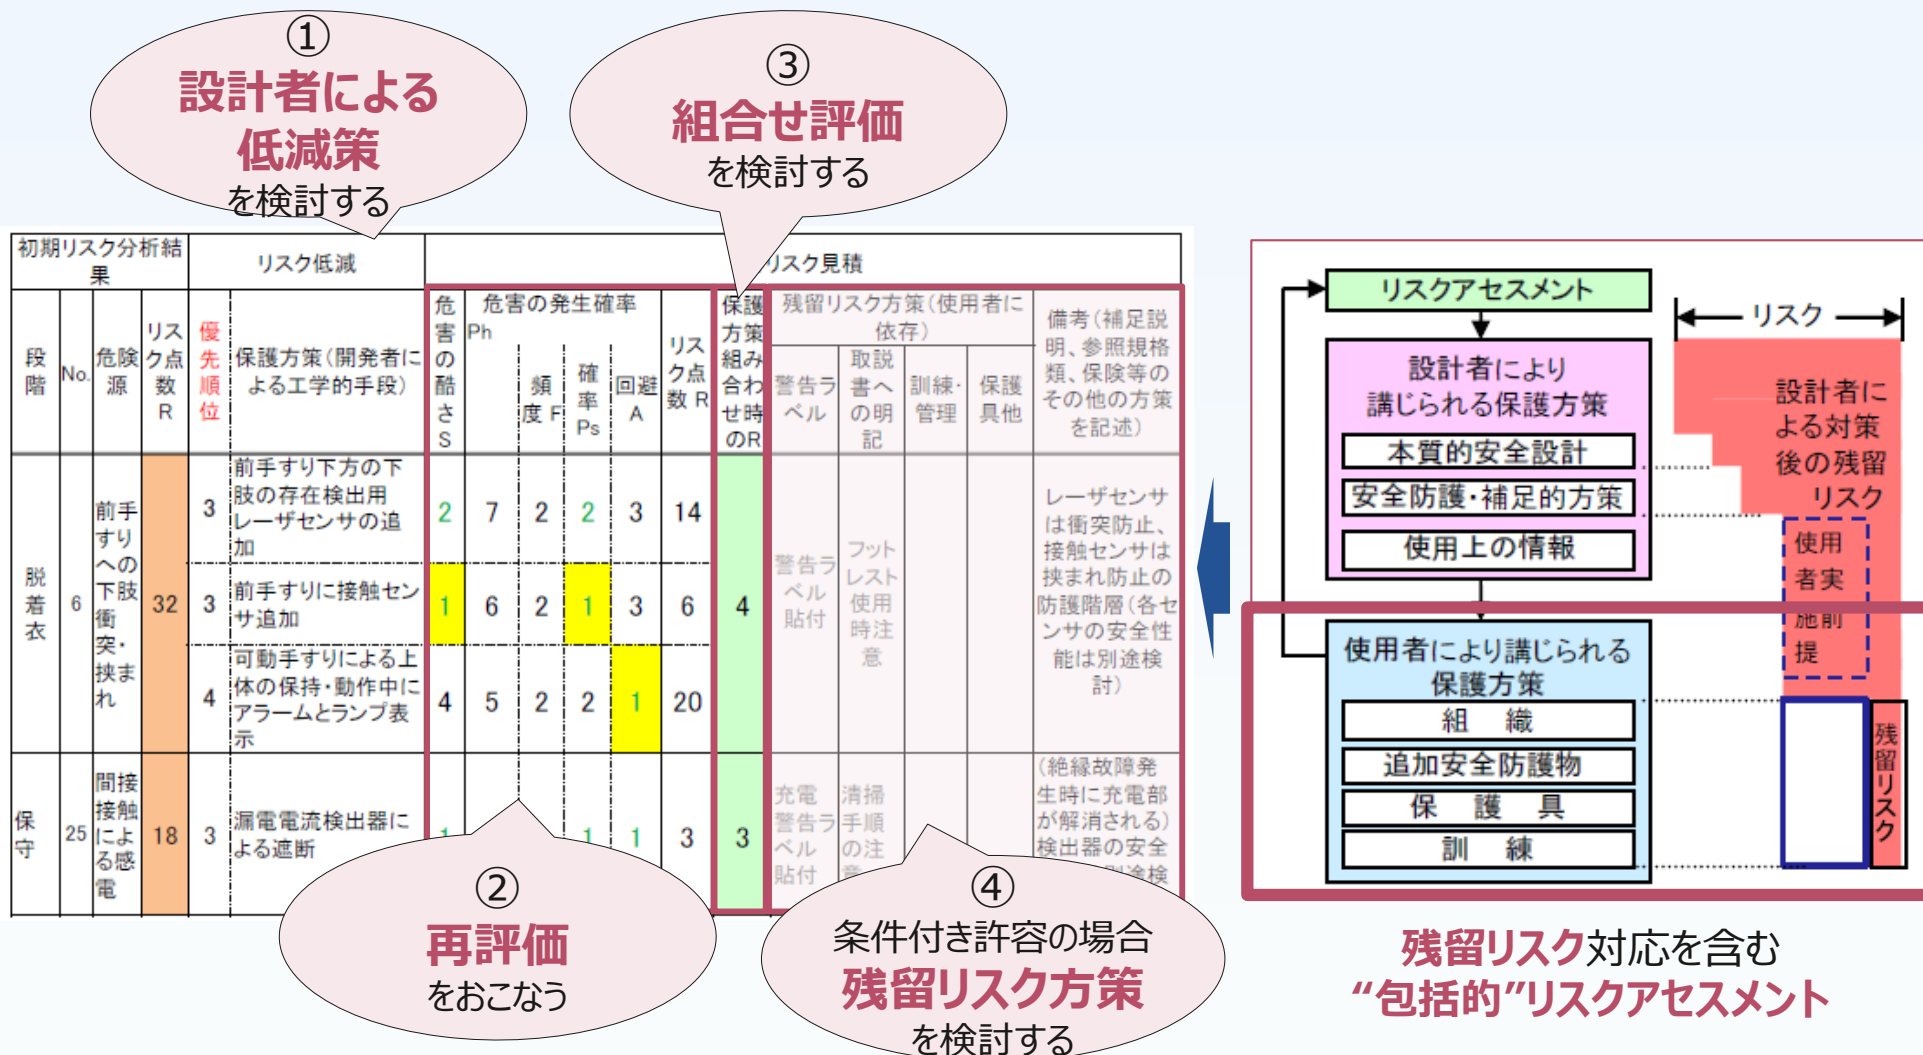 ①
設計者による
低減策
を検討する
③
組合せ評価
を検討する
初期リスク分析結
果
リスク低減
リスク見積
段
階
No.
危険
源
リス
ク点
数
R
優
先
順
位
保護方策(開発者に
よる工学的手段)
危
害
の
酷
さ
S
危害の発生確率
Ph
頻
度 F
確
率
Ps
回避
A
リス
ク点
数 R
保護
方策
組み
合わ
せ時
のR
残留リスク方策(使用者に
依存)
警告ラ
ベル
取説
書へ
の明
記
訓練・
管理
保護
具他
備考(補足説
明、参照規格
類、保険等の
その他の方策
を記述)
脱
着
衣
6
前手
すり
への
下肢
衝
突・
挟ま
れ
32
3
前手すり下方の下
肢の存在検出用
レーザセンサの追
加
2 7 2 2 3 14
3
前手すりに接触セン
サ追加
1 6 2 1 3 6
4
可動手すりによる上
体の保持・動作中に
アラームとランプ表
示
4 5 2 2 1 20
4
警告ラ
ベル
貼付
フット
レスト
使用
時注
意
レーザセンサ
は衝突防止、
接触センサは
挟まれ防止の
防護階層(各セ
ンサの安全性
能は別途検
討)
保
守
25
間接
接触
によ
る感
電
18
3
漏電電流検出器に
よる遮断
1 1 1 3
3
充電
警告ラ
ベル
貼付
清掃
手順
の注
(絶縁故障発
生時に充電部
が解消される)
検出器の安全
途検
②
再評価
をおこなう
④
条件付き許容の場合
残留リスク方策
を検討する
リスクアセスメント
設計者により
講じられる保護方策
本質的安全設計
安全防護・補足的方策
使用上の情報
使用者により講じられる
保護方策
組 織
追加安全防護物
保 護 具
訓 練
リスク
設計者に
よる対策
後の残留
リスク
使用
者実
施前
提
残留リスク
残留リスク対応を含む
“包括的”リスクアセスメント